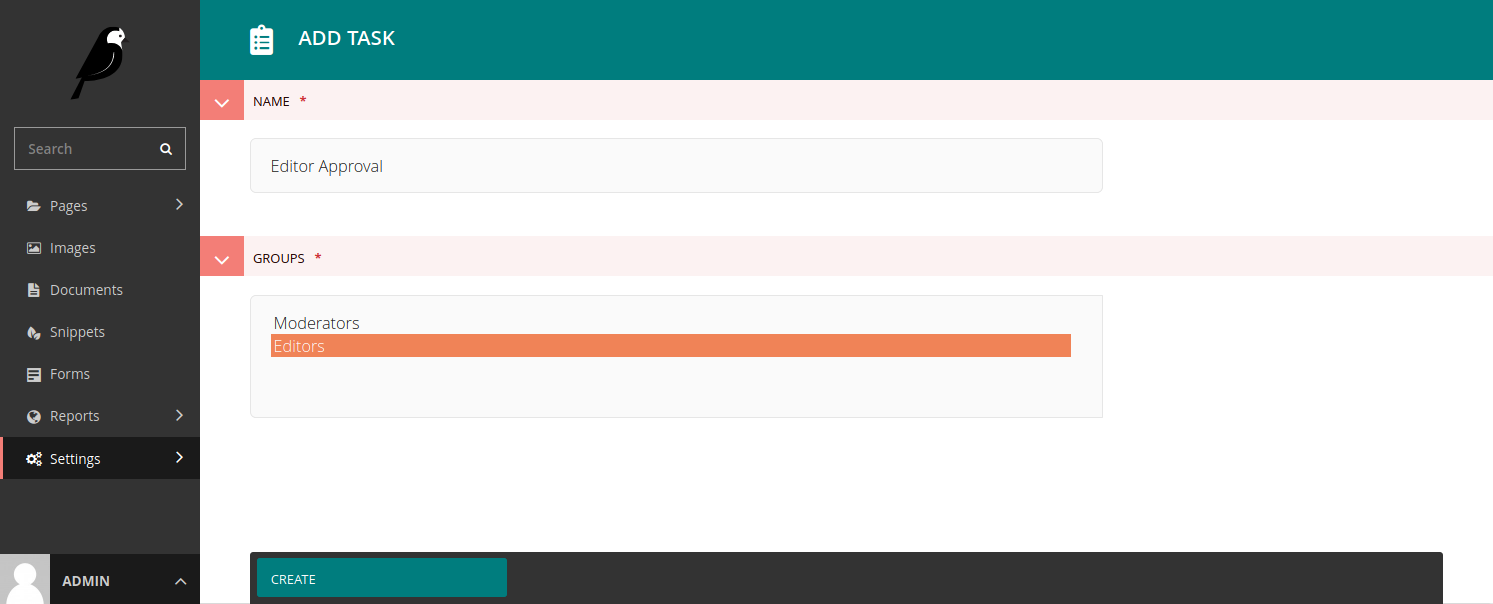 ADD TASK
Search
Pages
Images
Documents
Snippets
Forms
Reports
Settings
ADMIN
NAME *
Editor Approval
GROUPS *
Moderators
Editors
CREATE